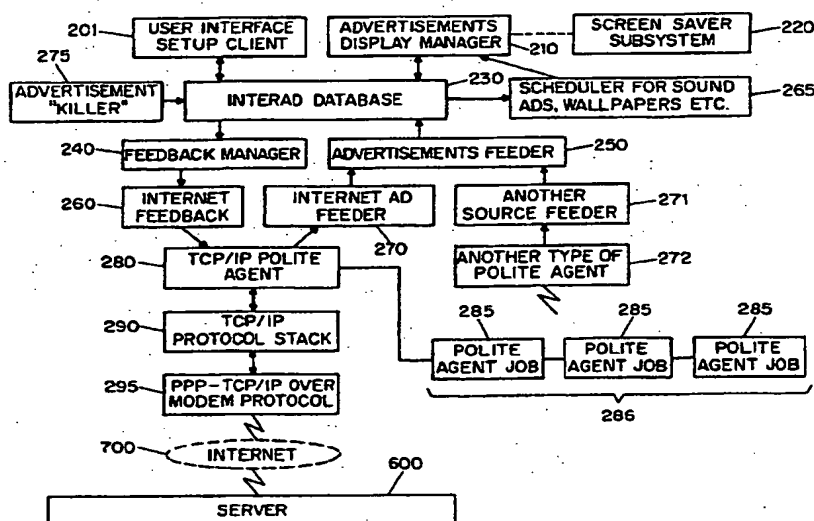 201
USER INTERFACE
SETUP CLIENT
ADVERTISEMENTS
DISPLAY MANAGER
210
SCREEN SAVER
SUBSYSTEM
220
275
ADVERTISEMENT
"KILLER"
INTERAD DATABASE
230
SCHEDULER FOR SOUND
ADS, WALLPAPERS ETC.
265
240
FEEDBACK MANAGER
ADVERTISEMENTS FEEDER
250
260
INTERNET
FEEDBACK
INTERNET AD
FEEDER
270
ANOTHER
SOURCE FEEDER
271
280
TCP/IP POLITE
AGENT
ANOTHER TYPE OF
POLITE AGENT
272
290
TCP/IP
PROTOCOL STACK
285
285
285
POLITE
AGENT JOB
POLITE
AGENT JOB
POLITE
AGENT JOB
286
295
PPP-TCP/IP OVER
MODEM PROTOCOL
700
INTERNET
600
SERVER